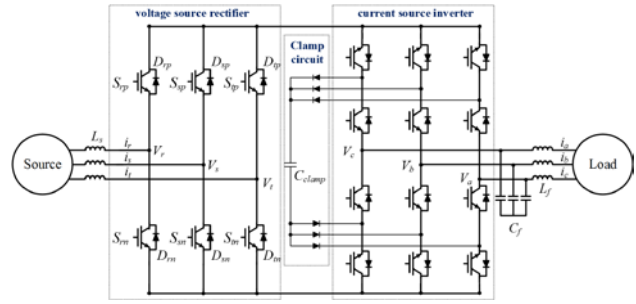 voltage source rectifier
current source inverter
Clamp
circuit
D_rp D_sp D_tp
S_rp S_sp S_tp
L_s i_r V_r
Source i_s V_s
i_t V_t
C_clamp
V_c V_b V_a
i_a
i_b
i_c
Load
L_f
C_f
S_rn S_sn S_tn
D_rn D_sn D_tn